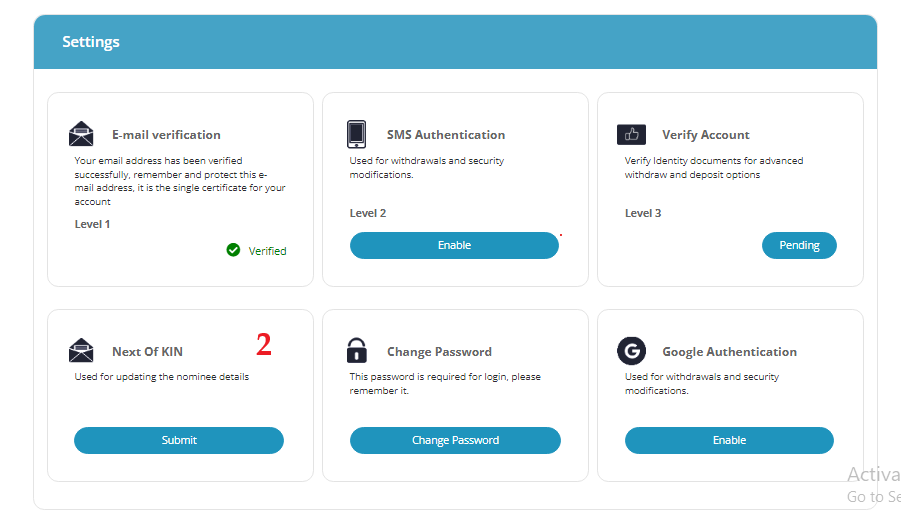 Settings
E-mail verification
Your email address has been verified
successfully, remember and protect this e-
mail address, it is the single certificate for your
account
Level 1
Verified
SMS Authentication
Used for withdrawals and security
modifications.
Level 2
Enable
Verify Account
Verify Identity documents for advanced
withdraw and deposit options
Level 3
Pending
Next Of KIN
2
Used for updating the nominee details
Submit
Change Password
This password is required for login, please
remember it.
Change Password
G
Google Authentication
Used for withdrawals and security
modifications.
Enable
Activa
Go to Se